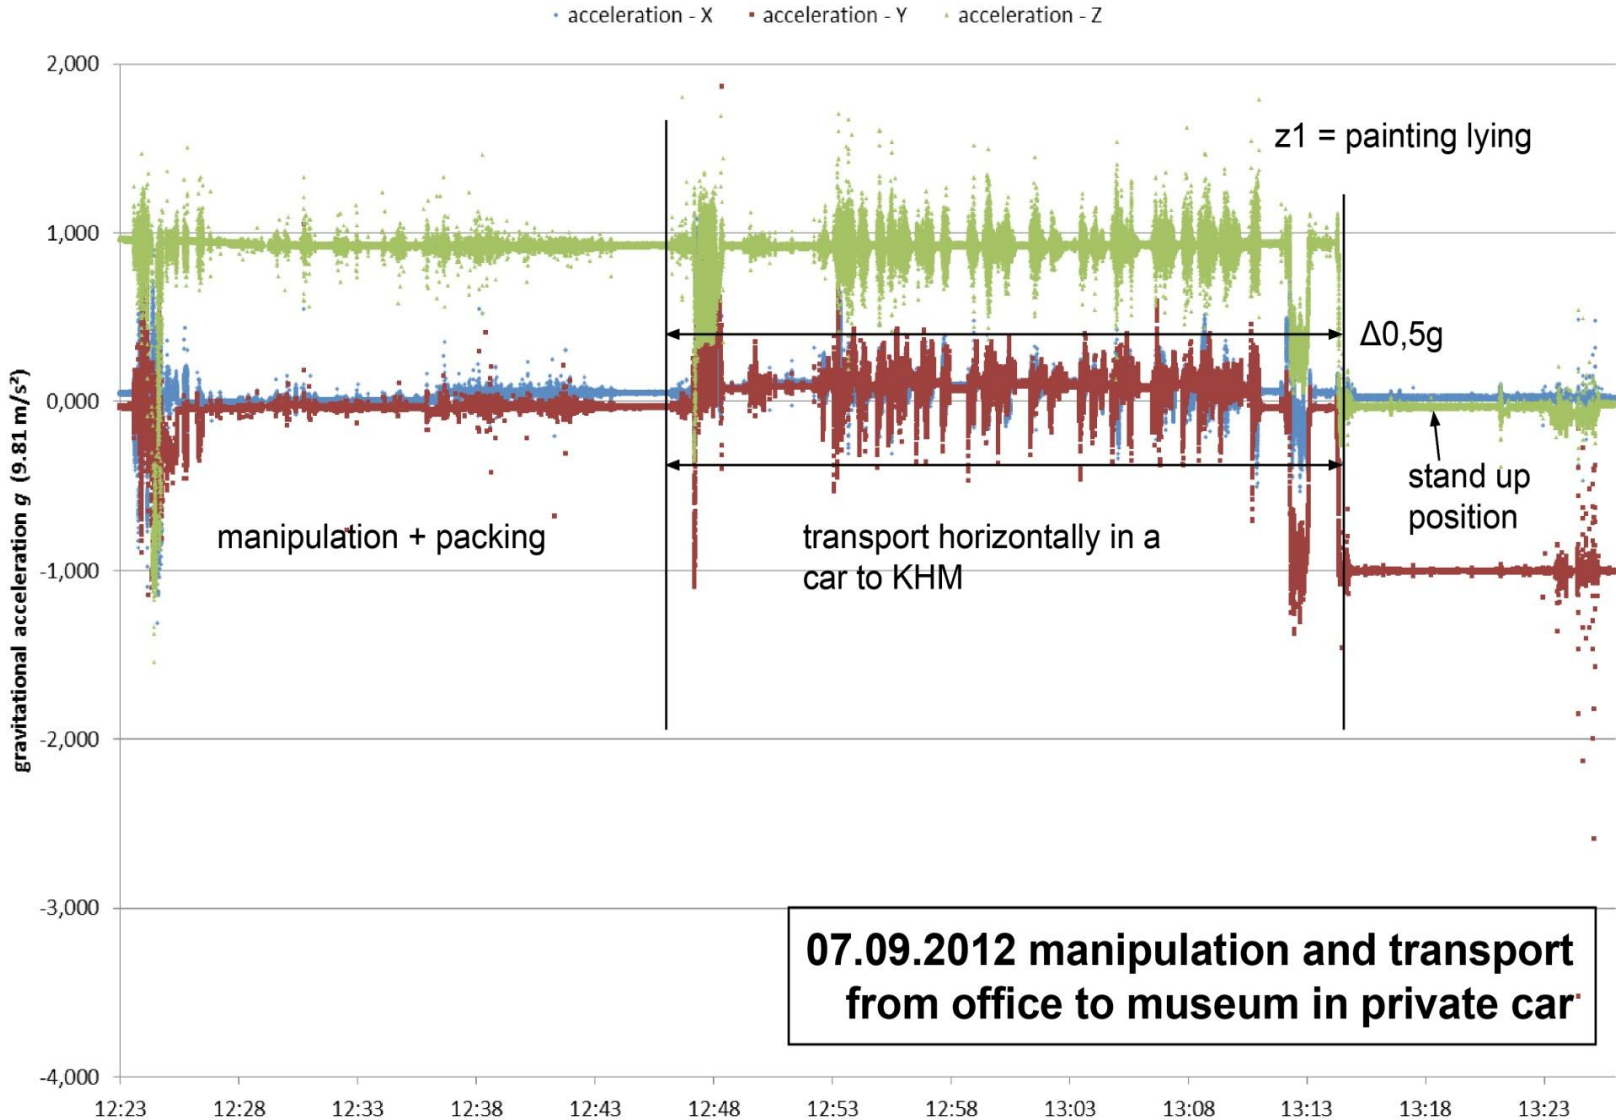 acceleration - X acceleration - Y acceleration - Z
gravitational acceleration g (9.81 m/s²)
2,000
1,000
0,000
-1,000
-2,000
-3,000
-4,000
z1 = painting lying
Δ0,5g
manipulation + packing
transport horizontally in a
car to KHM
stand up
position
07.09.2012 manipulation and transport
from office to museum in private car
12:23 12:28 12:33 12:38 12:43 12:48 12:53 12:58 13:03 13:08 13:13 13:18 13:23